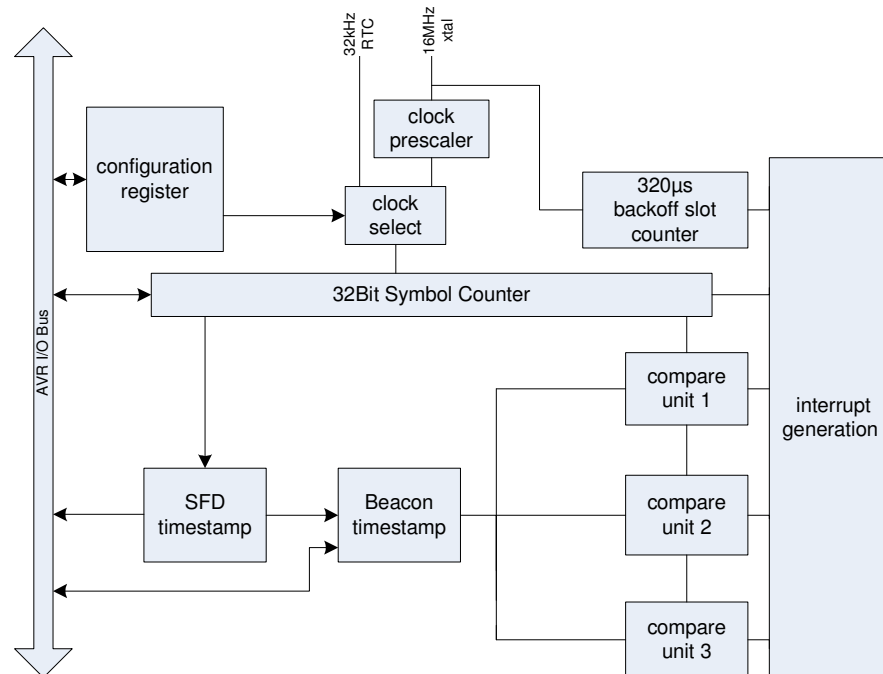 32kHz
RTC
16MHz
xtal
clock
prescaler
configuration
register
320µs
backoff slot
counter
clock
select
32Bit Symbol Counter
AVR I/O Bus
compare
unit 1
interrupt
generation
SFD
timestamp
Beacon
timestamp
compare
unit 2
compare
unit 3